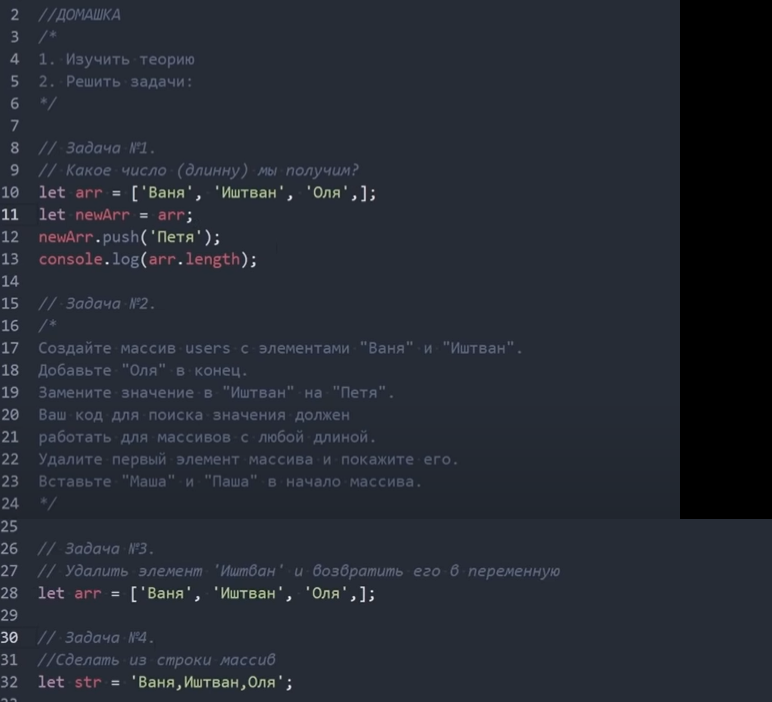 2 //ДОМАШКА
3 /*
4 1. Изучить теорию
5 2. Решить задачи:
6 */
7
8 // Задача №1.
9 // Какое число (длинну) мы получим?
10 let arr = ['Ваня', 'Иштван', 'Оля',];
11 let newArr = arr;
12 newArr.push('Петя');
13 console.log(arr.length);
14
15 // Задача №2.
16 /*
17 Создайте массив users с элементами "Ваня" и "Иштван".
18 Добавьте "Оля" в конец.
19 Замените значение в "Иштван" на "Петя".
20 Ваш код для поиска значения должен
21 работать для массивов с любой длиной.
22 Удалите первый элемент массива и покажите его.
23 Вставьте "Маша" и "Паша" в начало массива.
24 */
25
26 // Задача №3.
27 // Удалить элемент 'Иштван' и возвратить его в переменную
28 let arr = ['Ваня', 'Иштван', 'Оля',];
29
30 // Задача №4.
31 //Сделать из строки массив
32 let str = 'Ваня,Иштван,Оля';